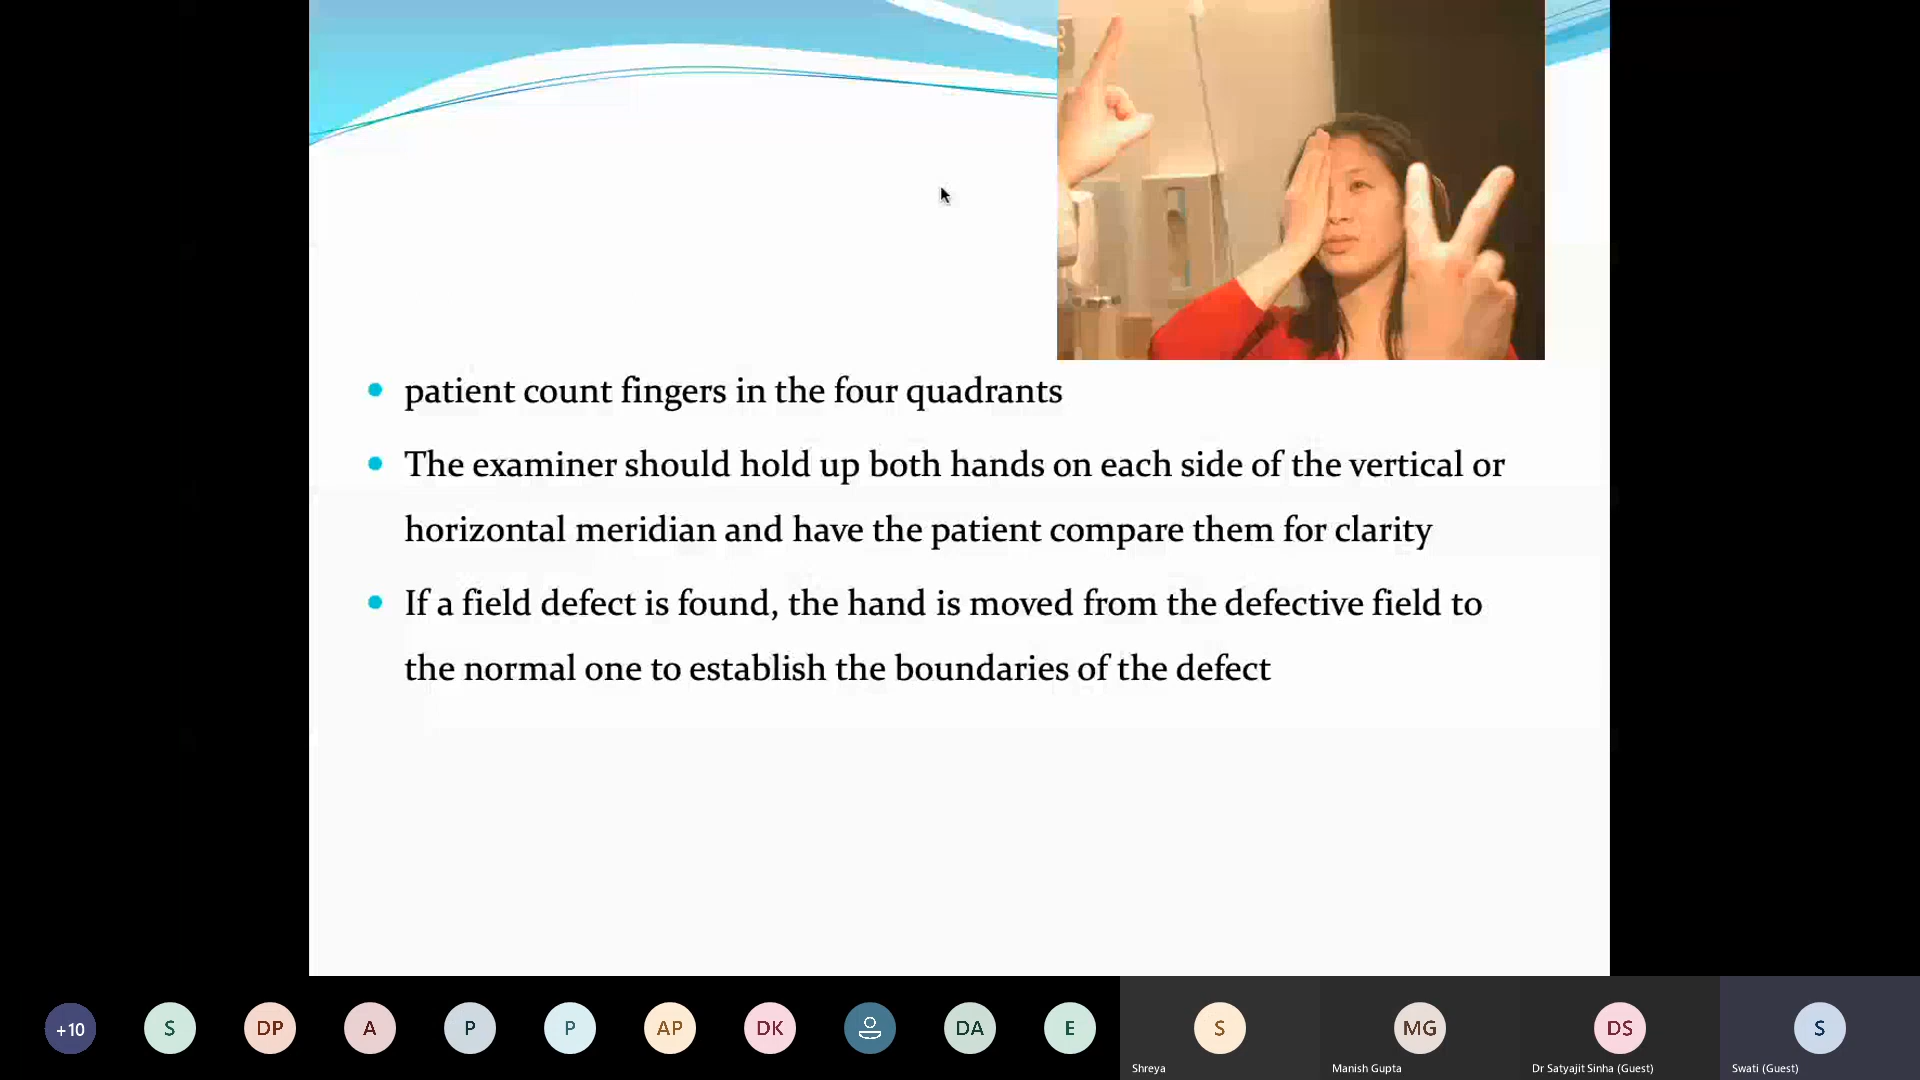 patient count fingers in the four quadrants
The examiner should hold up both hands on each side of the vertical or
horizontal meridian and have the patient compare them for clarity
If a field defect is found, the hand is moved from the defective field to
the normal one to establish the boundaries of the defect
+10
S
DP
A
P
P
AP
DK
DA
E
S
MG
DS
S
Shreya
Manish Gupta
Dr Satyajit Sinha (Guest)
Swati (Guest)